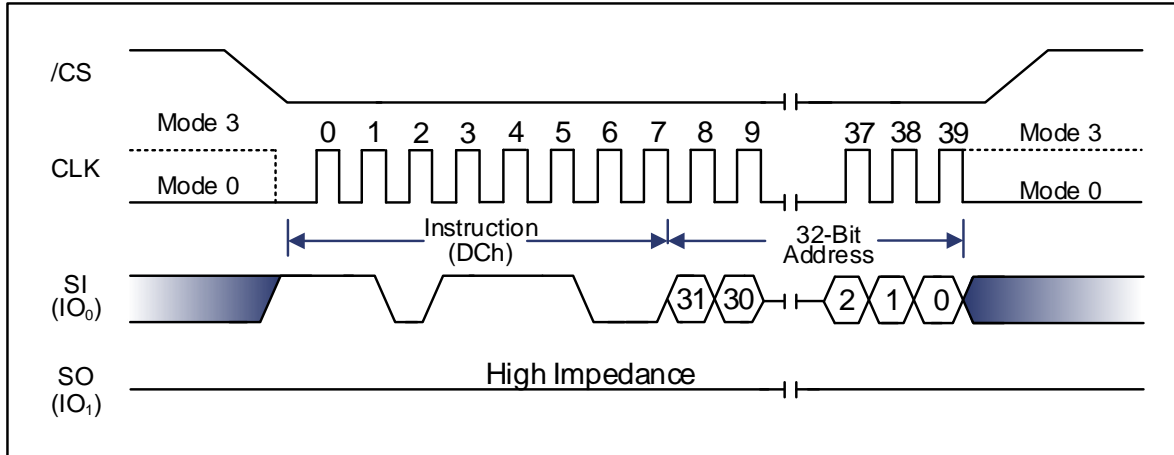 /CS
Mode 3
0 1 2 3 4 5 6 7 8 9 37 38 39
Mode 3
CLK
Mode 0
Mode 0
Instruction
(DCh)
32-Bit
Address
SI
(IO₀)
31 30 2 1 0
SO
(IO₁)
High Impedance